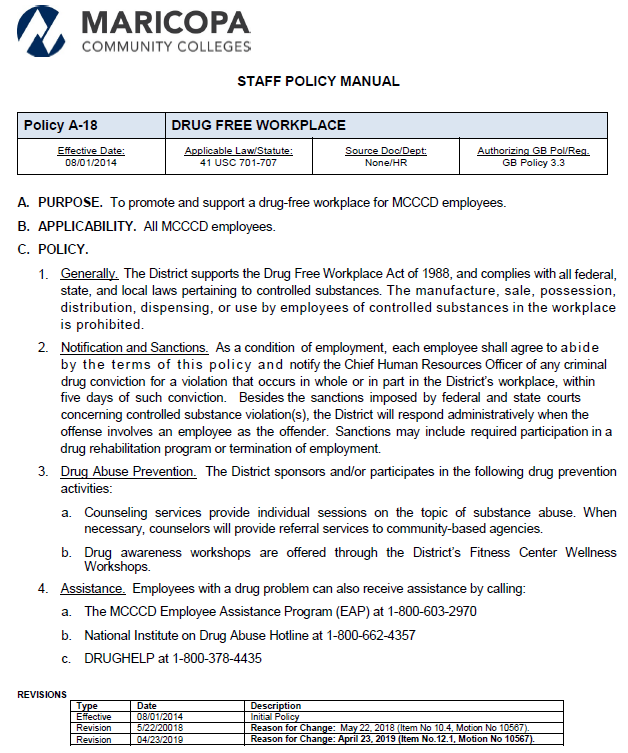 MARICOPA
COMMUNITY COLLEGES
STAFF POLICY MANUAL
Policy A-18 DRUG FREE WORKPLACE
Effective Date: Applicable Law/Statute: Source Doc/Dept: Authorizing GB Pol/Reg.
08/01/2014 41 USC 701-707 None/HR GB Policy 3.3
A. PURPOSE. To promote and support a drug-free workplace for MCCCD employees.
B. APPLICABILITY. All MCCCD employees.
C. POLICY.
1. Generally. The District supports the Drug Free Workplace Act of 1988, and complies with all federal,
state, and local laws pertaining to controlled substances. The manufacture, sale, possession,
distribution, dispensing, or use by employees of controlled substances in the workplace
is prohibited.
2. Notification and Sanctions. As a condition of employment, each employee shall agree to abide
by the terms of this policy and notify the Chief Human Resources Officer of any criminal
drug conviction for a violation that occurs in whole or in part in the District's workplace, within
five days of such conviction. Besides the sanctions imposed by federal and state courts
concerning controlled substance violation(s), the District will respond administratively when the
offense involves an employee as the offender. Sanctions may include required participation in a
drug rehabilitation program or termination of employment.
3. Drug Abuse Prevention. The District sponsors and/or participates in the following drug prevention
activities:
a. Counseling services provide individual sessions on the topic of substance abuse. When
necessary, counselors will provide referral services to community-based agencies.
b. Drug awareness workshops are offered through the District's Fitness Center Wellness
Workshops.
4. Assistance. Employees with a drug problem can also receive assistance by calling:
a. The MCCCD Employee Assistance Program (EAP) at 1-800-603-2970
b. National Institute on Drug Abuse Hotline at 1-800-662-4357
c. DRUGHELP at 1-800-378-4435
REVISIONS
Type Date Description
Effective 08/01/2014 Initial Policy
Revision 5/22/20018 Reason for Change: May 22, 2018 (Item No 10.4, Motion No 10567).
Revision 04/23/2019 Reason for Change: April 23, 2019 (Item No.12.1, Motion No 10567).